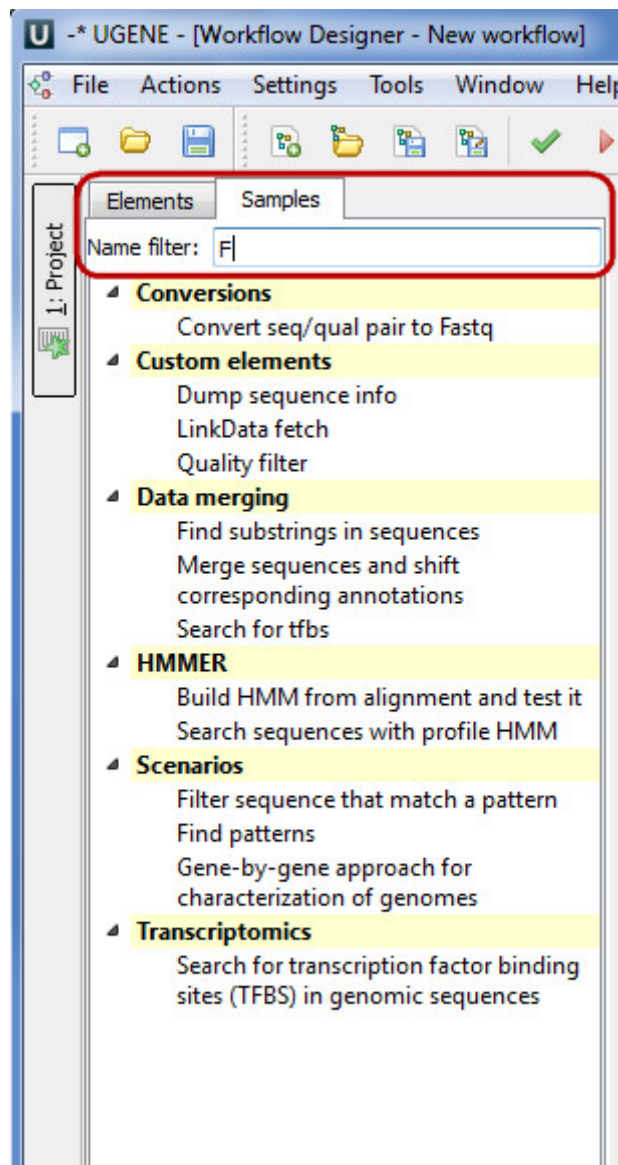 U -* UGENE - [Workflow Designer - New workflow]
File Actions Settings Tools Window Help
1: Project
Elements Samples
Name filter: F
Conversions
Convert seq/qual pair to Fastq
Custom elements
Dump sequence info
LinkData fetch
Quality filter
Data merging
Find substrings in sequences
Merge sequences and shift
corresponding annotations
Search for tfbs
HMMER
Build HMM from alignment and test it
Search sequences with profile HMM
Scenarios
Filter sequence that match a pattern
Find patterns
Gene-by-gene approach for
characterization of genomes
Transcriptomics
Search for transcription factor binding
sites (TFBS) in genomic sequences